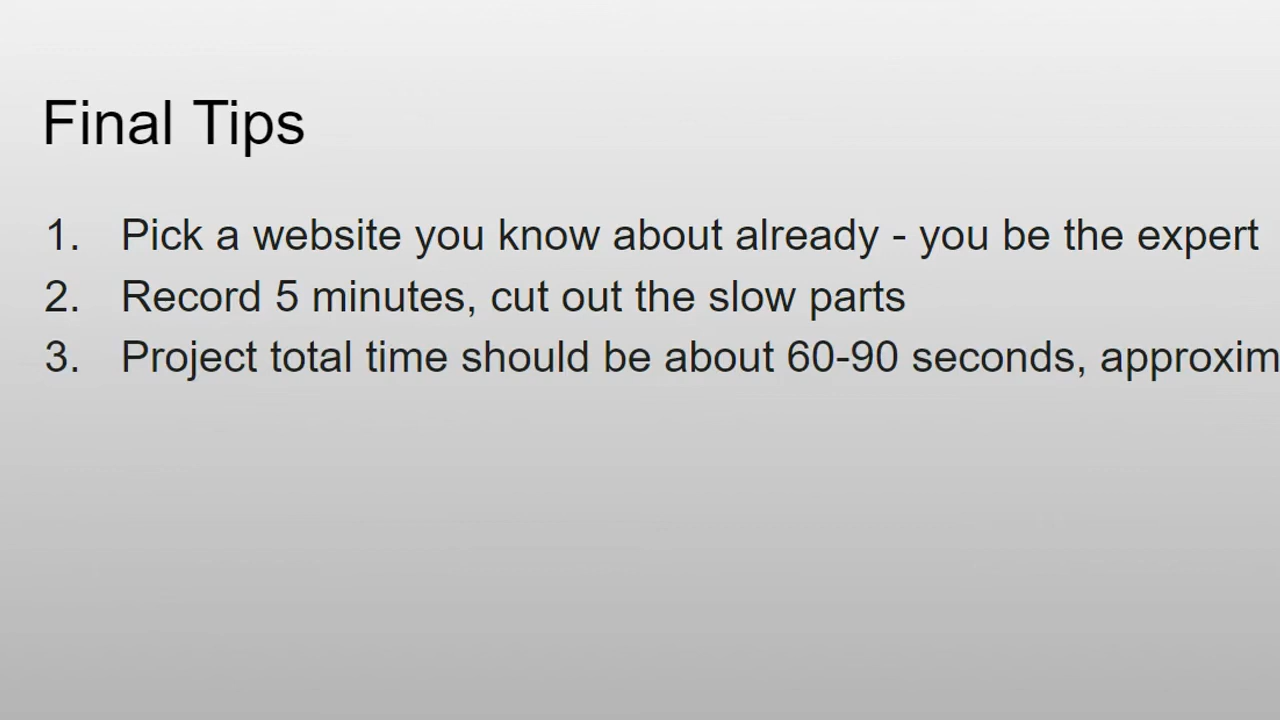 Final Tips
1. Pick a website you know about already - you be the expert
2. Record 5 minutes, cut out the slow parts
3. Project total time should be about 60-90 seconds, approxim